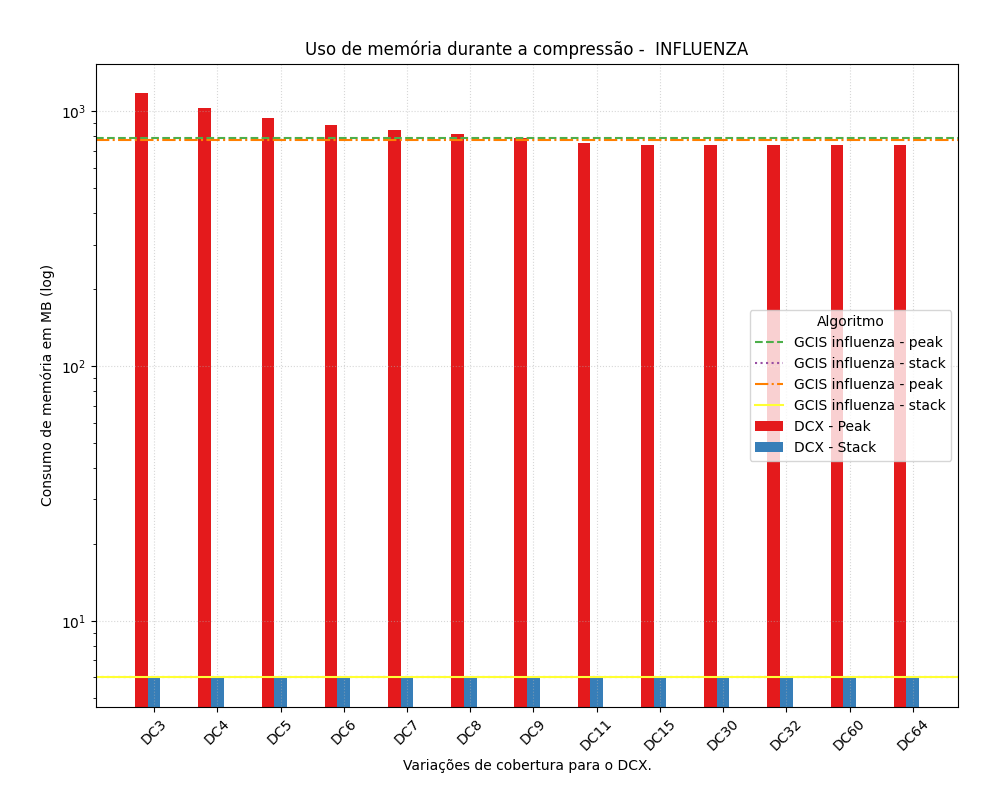 Uso de memória durante a compressão -  INFLUENZA
Consumo de memória em MB (log)
10³
10²
10¹
Algoritmo
GCIS influenza - peak
GCIS influenza - stack
GCIS influenza - peak
GCIS influenza - stack
DCX - Peak
DCX - Stack
DC3
DC4
DC5
DC6
DC7
DC8
DC9
DC11
DC15
DC30
DC32
DC60
DC64
Variações de cobertura para o DCX.